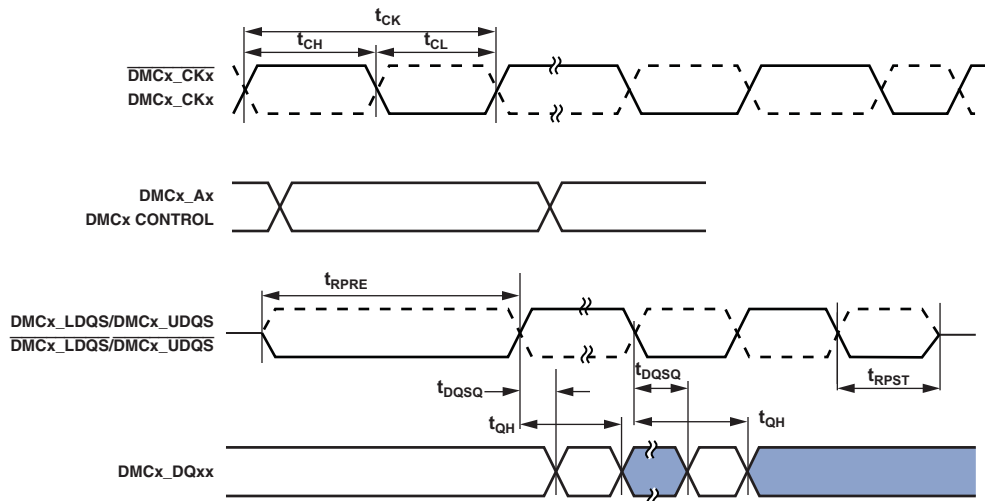 tCK
tCH
tCL
DMCx_CKx
DMCx_CKx
DMCx_Ax
DMCx CONTROL
tRPRE
DMCx_LDQS/DMCx_UDQS
DMCx_LDQS/DMCx_UDQS
tDQSQ
tDQSQ
tRPST
tQH
tQH
DMCx_DQxx